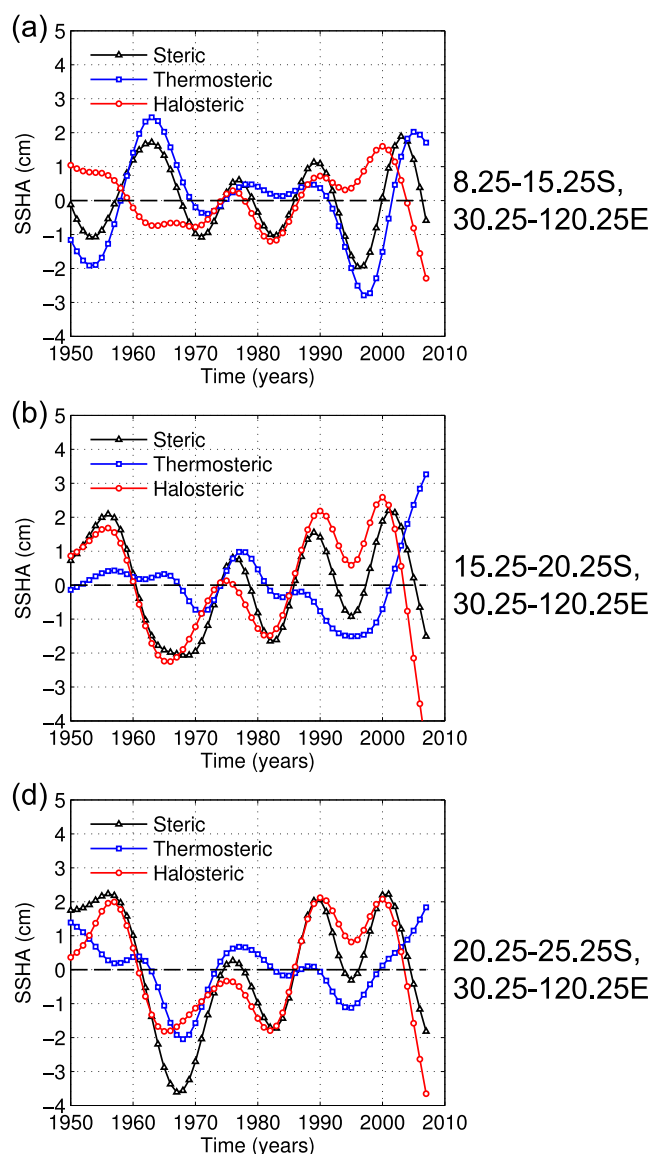 (a)
5
4
3
2
1
0
−1
−2
−3
−4
SSHA (cm)
Steric
Thermosteric
Halosteric
1950 1960 1970 1980 1990 2000 2010
Time (years)
8.25-15.25S,
30.25-120.25E
(b)
5
4
3
2
1
0
−1
−2
−3
−4
SSHA (cm)
Steric
Thermosteric
Halosteric
1950 1960 1970 1980 1990 2000 2010
Time (years)
15.25-20.25S,
30.25-120.25E
(d)
5
4
3
2
1
0
−1
−2
−3
−4
SSHA (cm)
Steric
Thermosteric
Halosteric
1950 1960 1970 1980 1990 2000 2010
Time (years)
20.25-25.25S,
30.25-120.25E